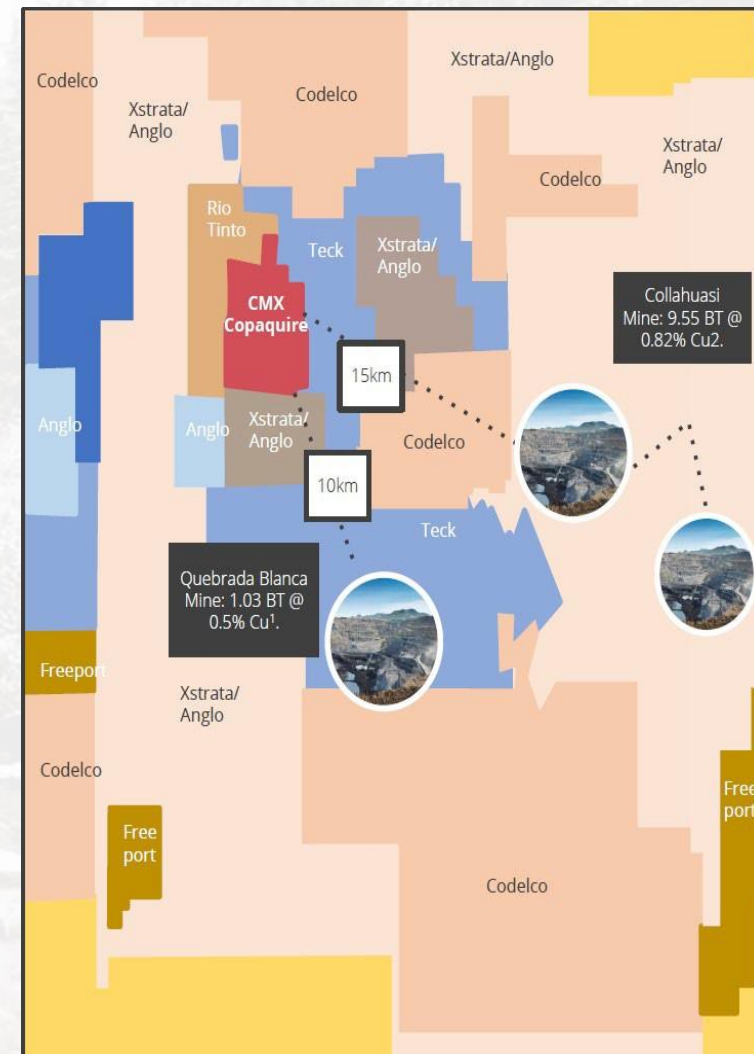 Codelco
Xstrata/
Anglo
Codelco
Xstrata/Anglo
Xstrata/
Anglo
Codelco
Rio
Tinto
Teck
Xstrata/
Anglo
CMX
Copaquire
Collahuasi
Mine: 9.55 BT @
0.82% Cu2.
15km
Anglo
Anglo
Xstrata/
Anglo
Codelco
10km
Teck
Quebrada Blanca
Mine: 1.03 BT @
0.5% Cu¹.
Freeport
Xstrata/
Anglo
Codelco
Free
port
Free
port
Codelco